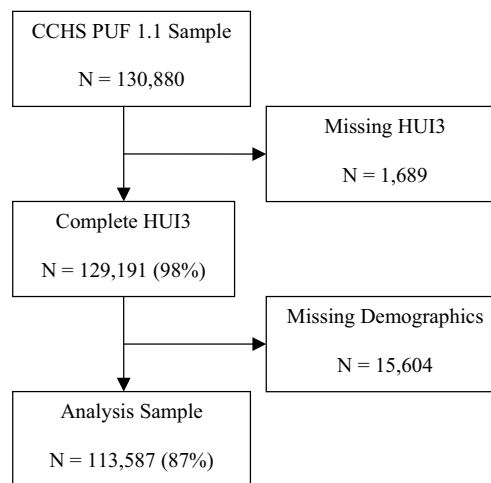 CCHS PUF 1.1 Sample
N = 130,880
Missing HUI3
N = 1,689
Complete HUI3
N = 129,191 (98%)
Missing Demographics
N = 15,604
Analysis Sample
N = 113,587 (87%)